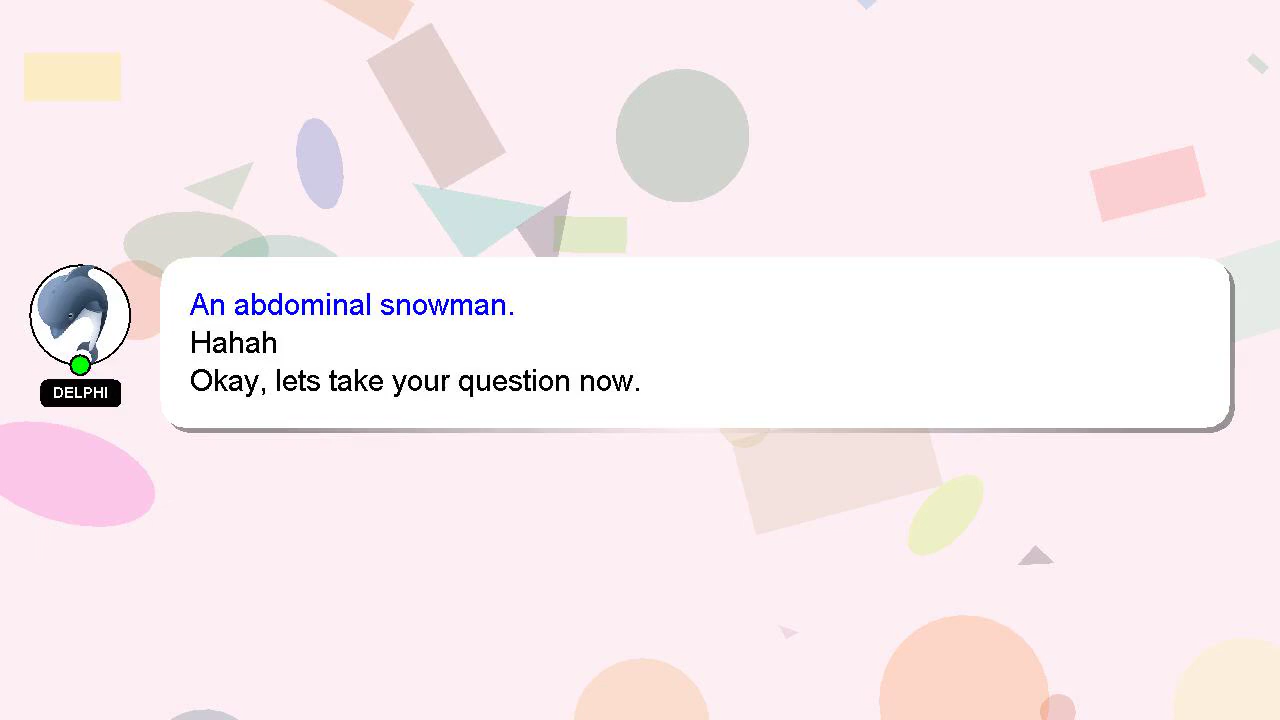 An abdominal snowman.
Hahah
Okay, lets take your question now.
DELPHI